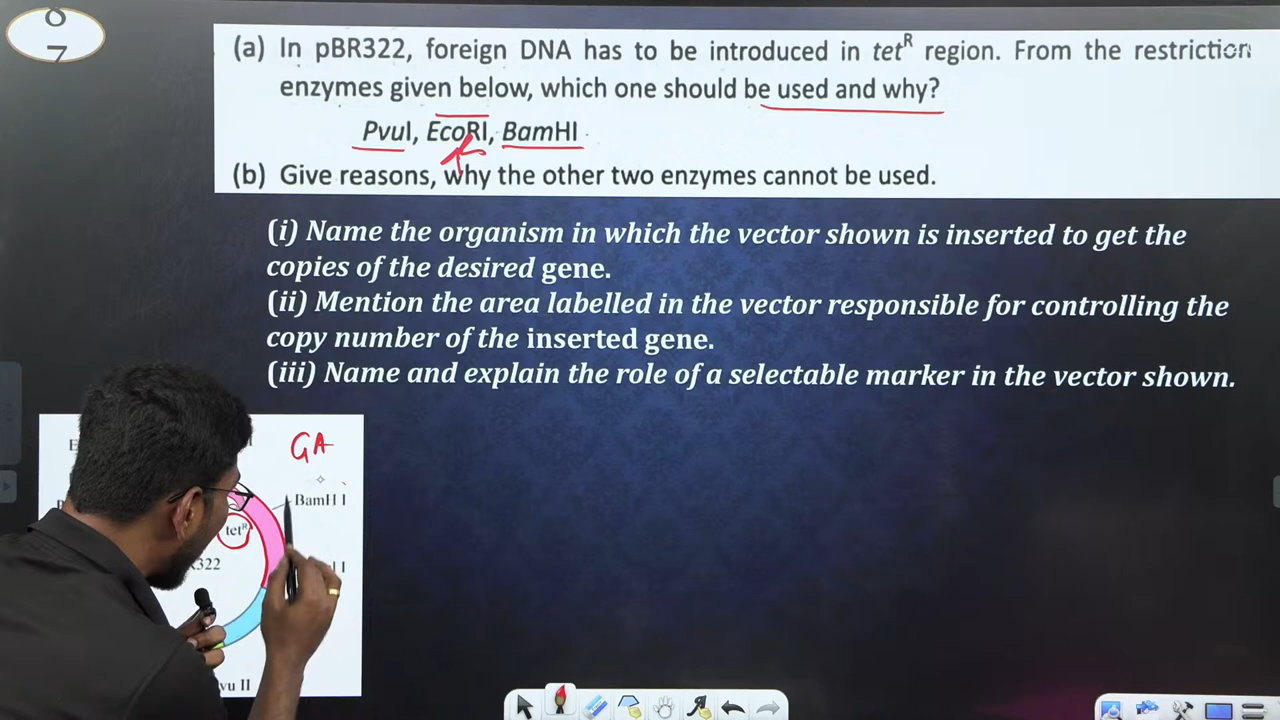 8
7
(a) In pBR322, foreign DNA has to be introduced in tetᴿ region. From the restriction
enzymes given below, which one should be used and why?
PvuI, EcoRI, BamHI
(b) Give reasons, why the other two enzymes cannot be used.
(i) Name the organism in which the vector shown is inserted to get the
copies of the desired gene.
(ii) Mention the area labelled in the vector responsible for controlling the
copy number of the inserted gene.
(iii) Name and explain the role of a selectable marker in the vector shown.
GA
BamH I
tetᴿ